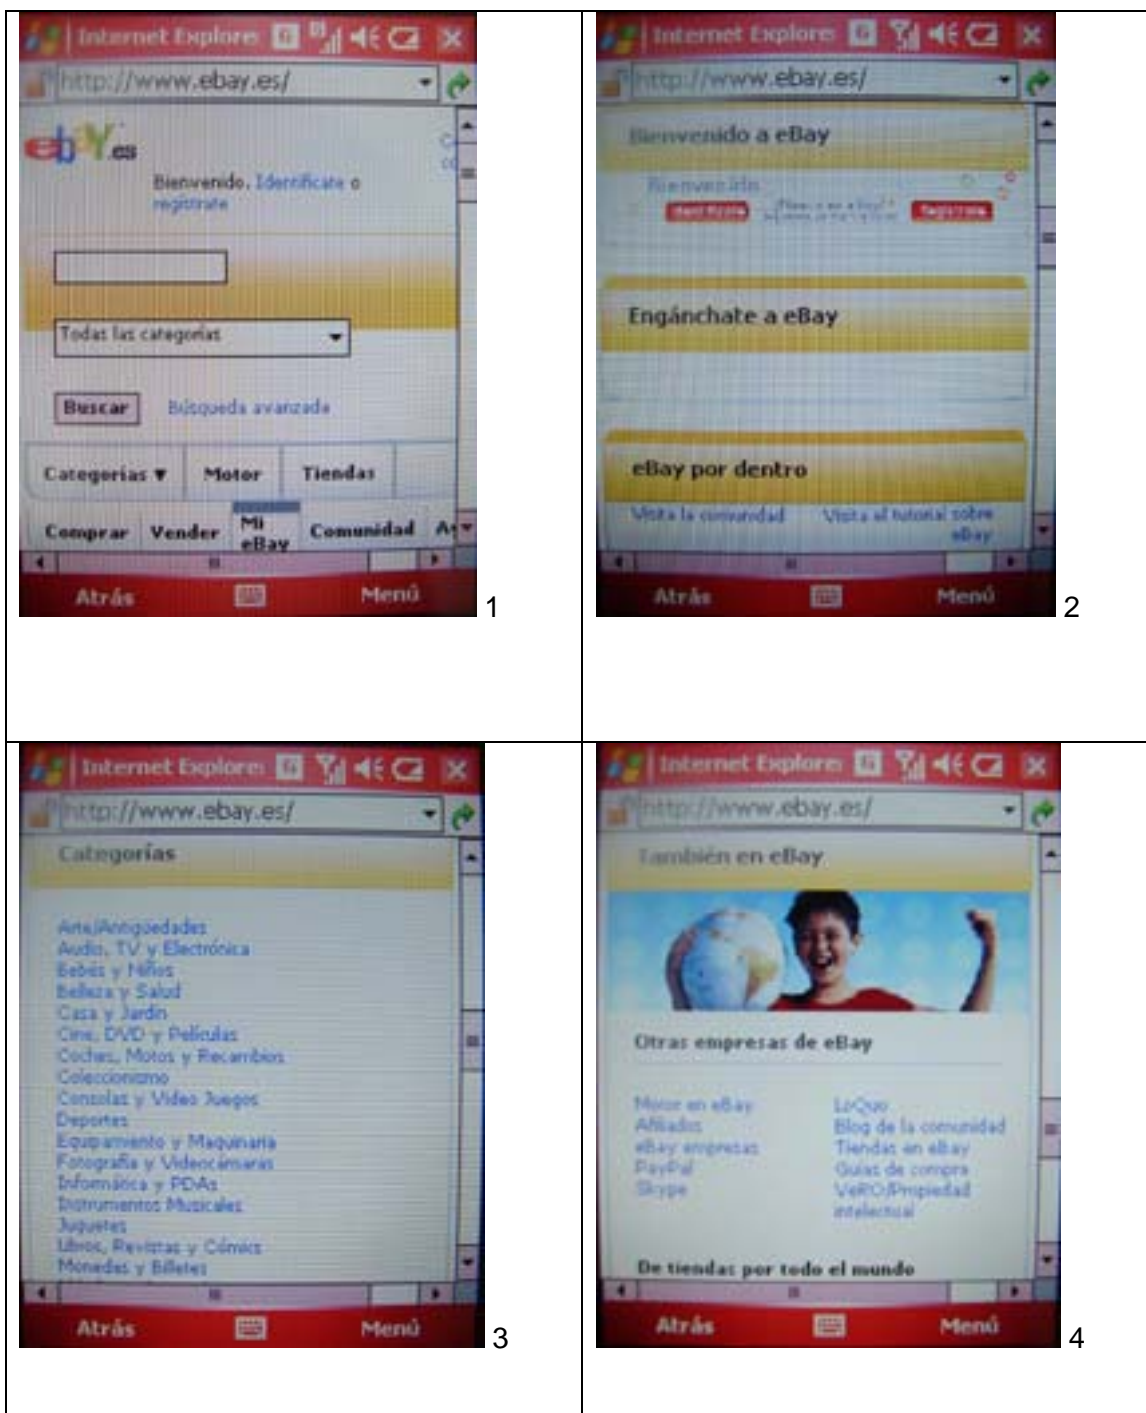 Internet Explorer
http://www.ebay.es/
ebay.es
Bienvenido. Identifícate o
regístrate
Todas las categorías
Buscar Búsqueda avanzada
Categorías ▼ Motor Tiendas
Comprar Vender Mi eBay Comunidad
Atrás Menú
1
Internet Explorer
http://www.ebay.es/
Bienvenido a eBay
Bienvenido
Engánchate a eBay
eBay por dentro
Visita la comunidad Visita el tutorial sobre
eBay
Atrás Menú
2
Internet Explorer
http://www.ebay.es/
Categorías
Arte/Antigüedades
Audio, TV y Electrónica
Bebés y Niños
Belleza y Salud
Casa y Jardín
Cine, DVD y Películas
Coches, Motos y Recambios
Coleccionismo
Consolas y Video Juegos
Deportes
Equipamiento y Maquinaria
Fotografía y Videocámaras
Informática y PDAs
Instrumentos Musicales
Juguetes
Libros, Revistas y Cómics
Monedas y Billetes
Atrás Menú
3
Internet Explorer
http://www.ebay.es/
También en eBay
Otras empresas de eBay
Motor en eBay LoQuo
Afiliados Blog de la comunidad
eBay empresas Tiendas en eBay
PayPal Guías de compra
Skype VeRO/Propiedad
intelectual
De tiendas por todo el mundo
Atrás Menú
4